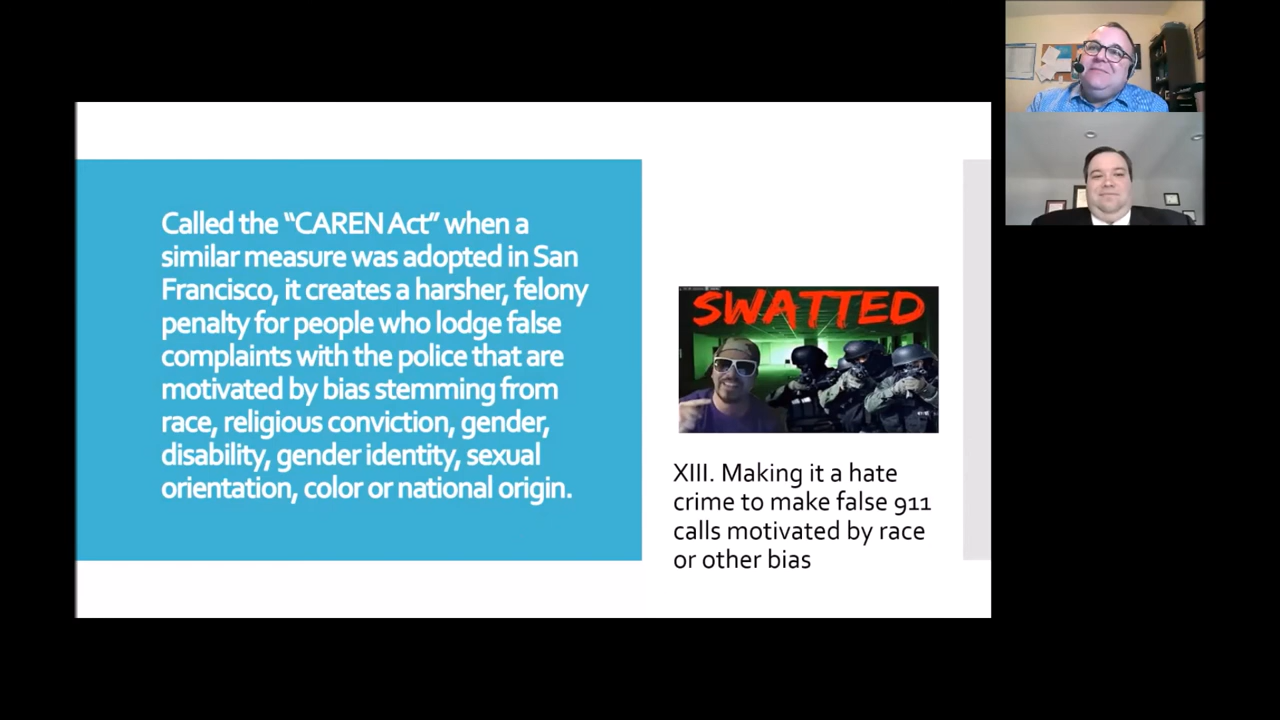 Called the “CAREN Act” when a
similar measure was adopted in San
Francisco, it creates a harsher, felony
penalty for people who lodge false
complaints with the police that are
motivated by bias stemming from
race, religious conviction, gender,
disability, gender identity, sexual
orientation, color or national origin.
SWATTED
XIII. Making it a hate
crime to make false 911
calls motivated by race
or other bias